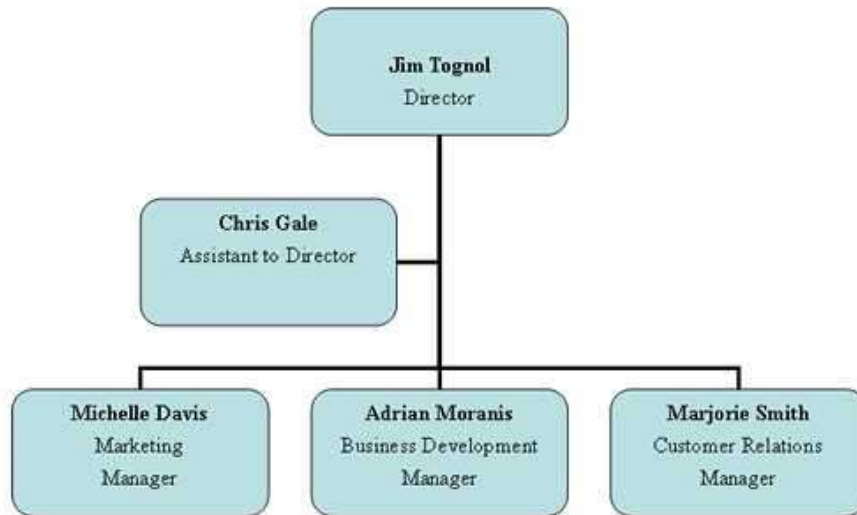 Jim Tognol
Director
Chris Gale
Assistant to Director
Michelle Davis
Marketing
Manager
Adrian Moranis
Business Development
Manager
Marjorie Smith
Customer Relations
Manager